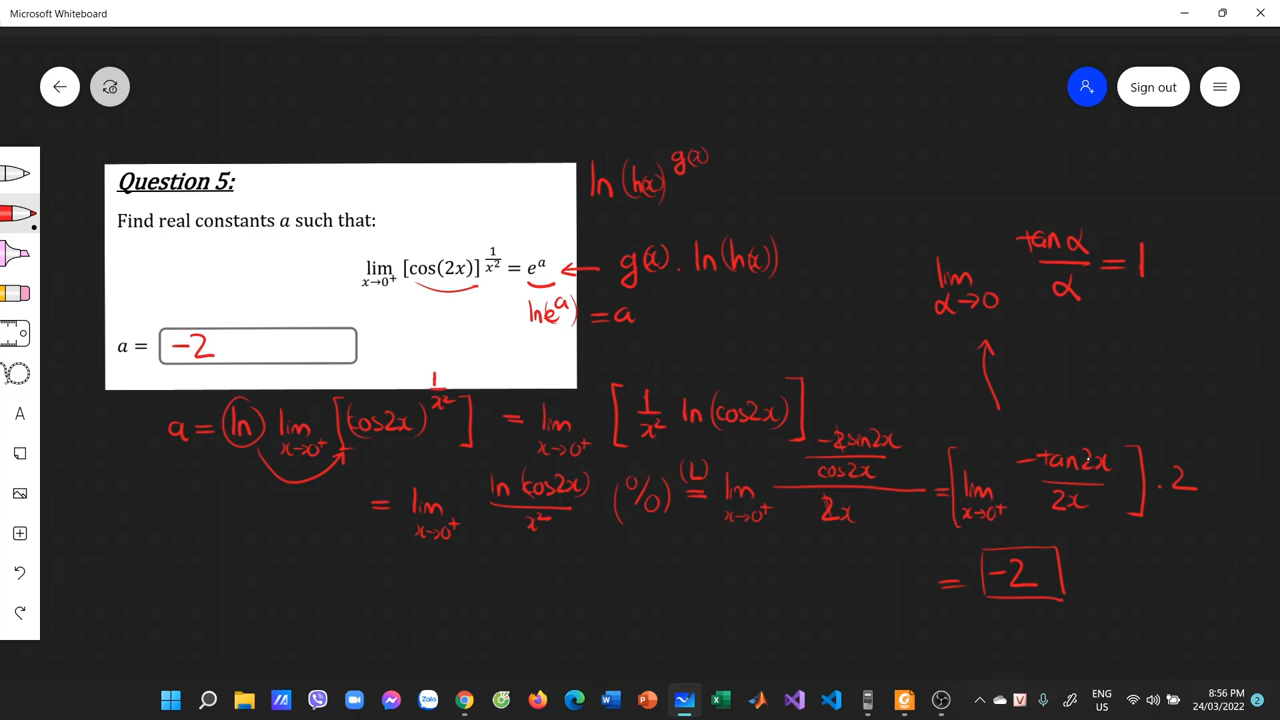 Microsoft Whiteboard
Sign out
Question 5:
Find real constants a such that:
lim x→0⁺ [cos(2x)]^(1/x²) = e^a
a = -2
ln (h(x))^g(x)
g(x) . ln(h(x))
ln(e^a) = a
lim α→0 tan α / α = 1
a = ln lim x→0⁺ [(cos2x)^(1/x²)] = lim x→0⁺ [1/x² ln(cos2x)]
= lim x→0⁺ ln(cos2x) / x² (0/0) (L) = lim x→0⁺ (-2sin2x / cos2x) / 2x = [lim x→0⁺ -tan2x / 2x] . 2
= -2
A
Zalo
ENG
US
8:56 PM
24/03/2022
2